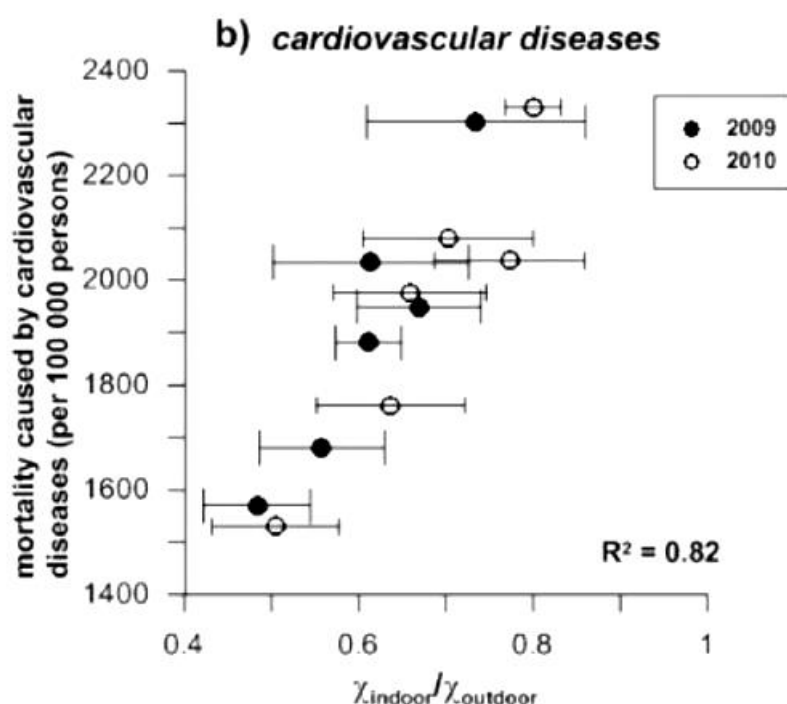 b) cardiovascular diseases
mortality caused by cardiovascular
diseases (per 100 000 persons)
2400
2200
2000
1800
1600
1400
2009
2010
R² = 0.82
0.4
0.6
0.8
1
χindoor/χoutdoor